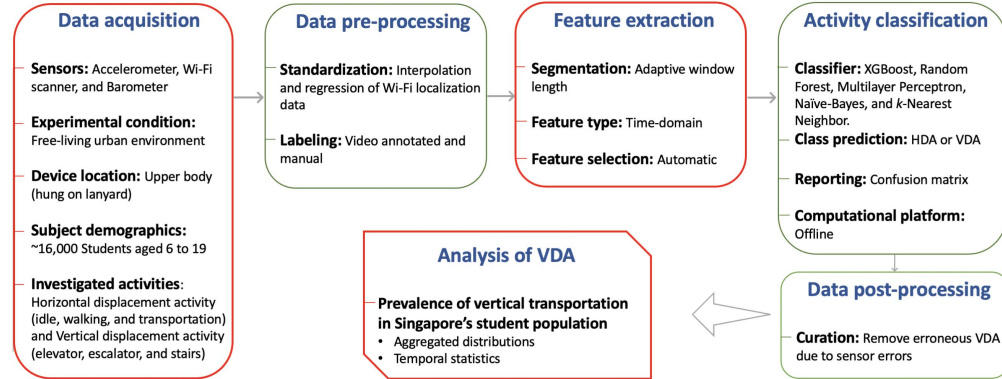 Data acquisition
Sensors: Accelerometer, Wi-Fi
scanner, and Barometer
Experimental condition:
Free-living urban environment
Device location: Upper body
(hung on lanyard)
Subject demographics:
~16,000 Students aged 6 to 19
Investigated activities:
Horizontal displacement activity
(idle, walking, and transportation)
and Vertical displacement activity
(elevator, escalator, and stairs)
Data pre-processing
Standardization: Interpolation
and regression of Wi-Fi localization
data
Labeling: Video annotated and
manual
Feature extraction
Segmentation: Adaptive window
length
Feature type: Time-domain
Feature selection: Automatic
Activity classification
Classifier: XGBoost, Random
Forest, Multilayer Perceptron,
Naïve-Bayes, and k-Nearest
Neighbor.
Class prediction: HDA or VDA
Reporting: Confusion matrix
Computational platform:
Offline
Data post-processing
Curation: Remove erroneous VDA
due to sensor errors
Analysis of VDA
Prevalence of vertical transportation
in Singapore's student population
• Aggregated distributions
• Temporal statistics